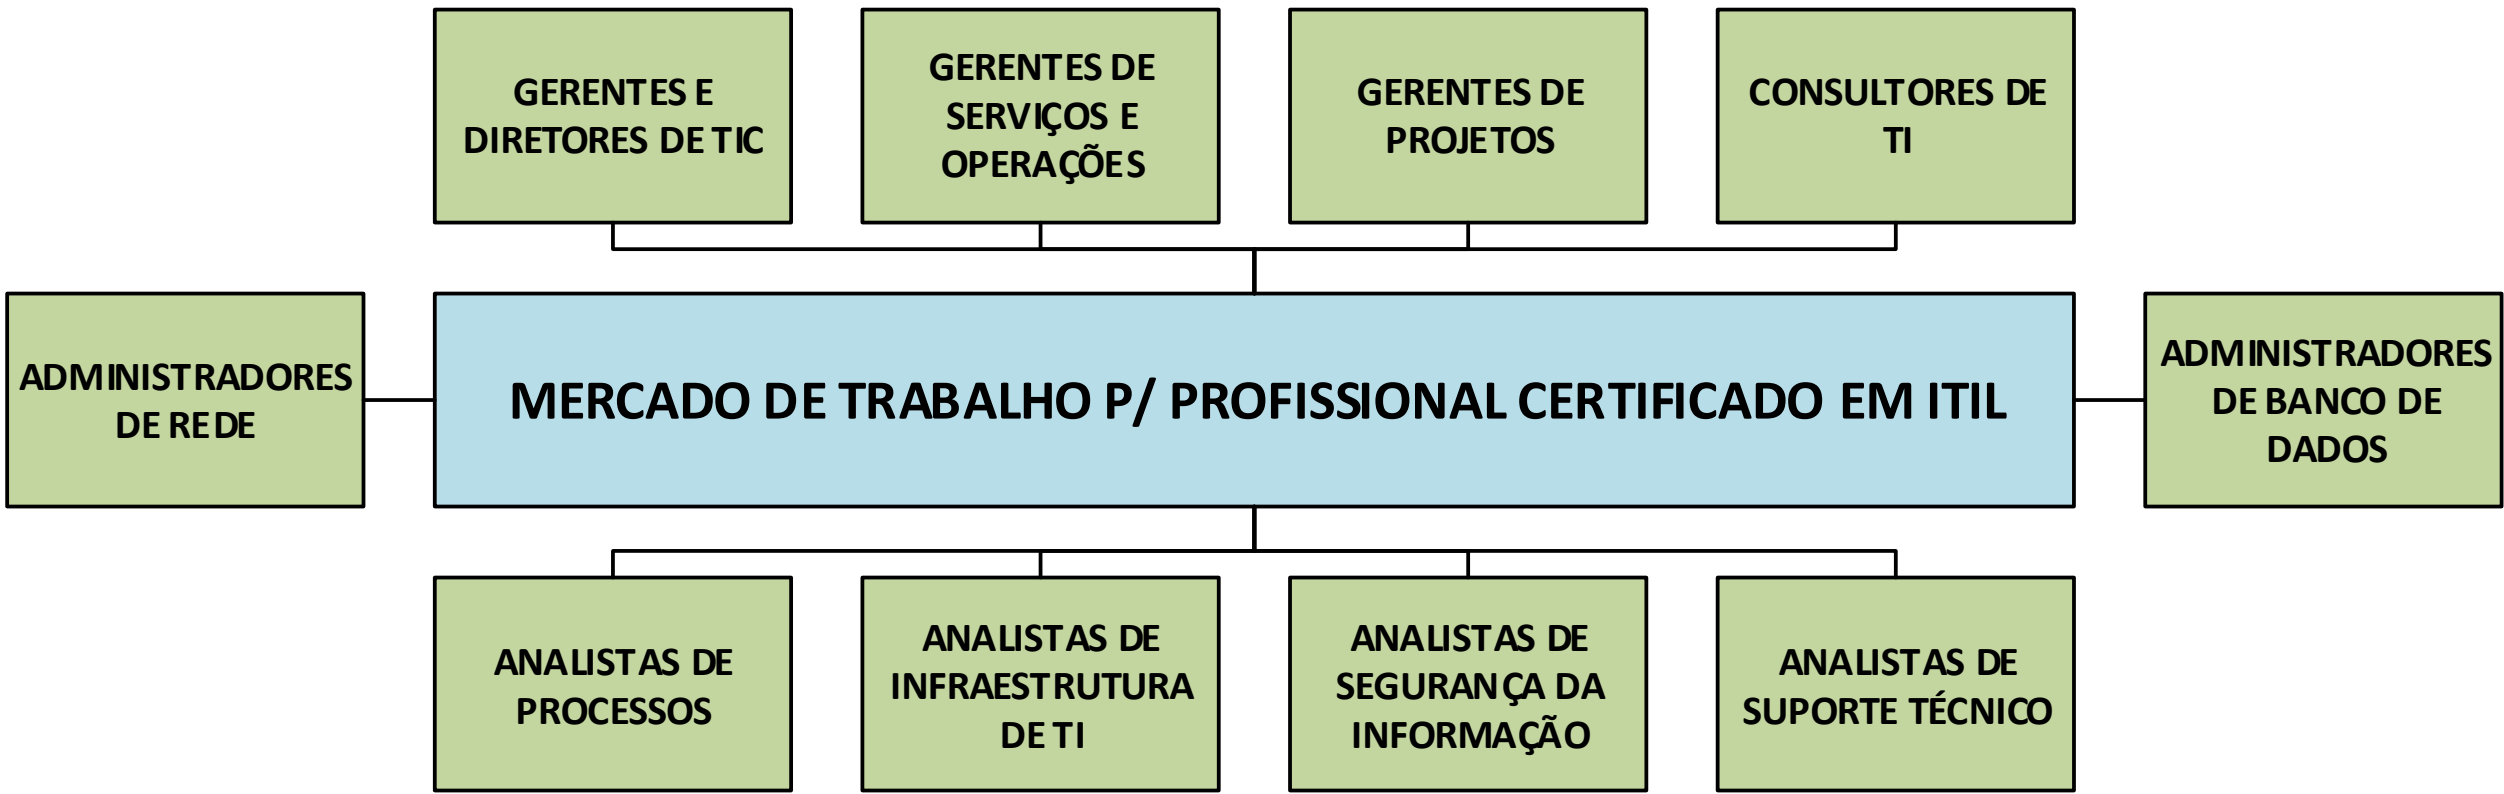 GERENTES E
DIRETORES DE TIC
GERENTES DE
SERVIÇOS E
OPERAÇÕES
GERENTES DE
PROJETOS
CONSULTORES DE
TI
ADMINISTRADORES
DE REDE
MERCADO DE TRABALHO P/ PROFISSIONAL CERTIFICADO EM ITIL
ADMINISTRADORES
DE BANCO DE
DADOS
ANALISTAS DE
PROCESSOS
ANALISTAS DE
INFRAESTRUTURA
DE TI
ANALISTAS DE
SEGURANÇA DA
INFORMAÇÃO
ANALISTAS DE
SUPORTE TÉCNICO